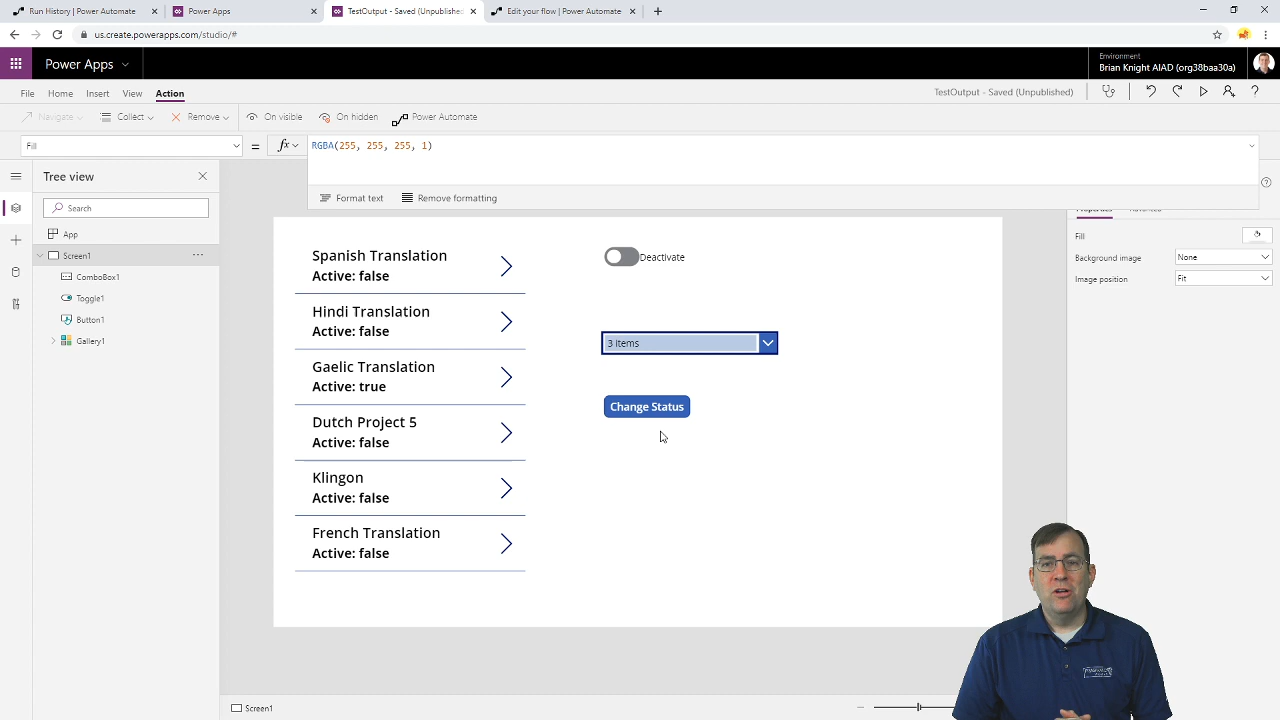 Run History | Power Automate
Power Apps
TestOutput - Saved (Unpublished
Edit your flow | Power Automate
us.create.powerapps.com/studio/#
Power Apps
Environment
Brian Knight AIAD (org38baa30a)
File Home Insert View Action
TestOutput - Saved (Unpublished)
Navigate Collect Remove On visible On hidden Power Automate
Fill = fx RGBA(255, 255, 255, 1)
Format text Remove formatting
Tree view
Search
App
Screen1
ComboBox1
Toggle1
Button1
Gallery1
Spanish Translation
Active: false
Hindi Translation
Active: false
Gaelic Translation
Active: true
Dutch Project 5
Active: false
Klingon
Active: false
French Translation
Active: false
Deactivate
3 items
Change Status
Properties Advanced
Fill
Background image None
Image position Fit
Screen1